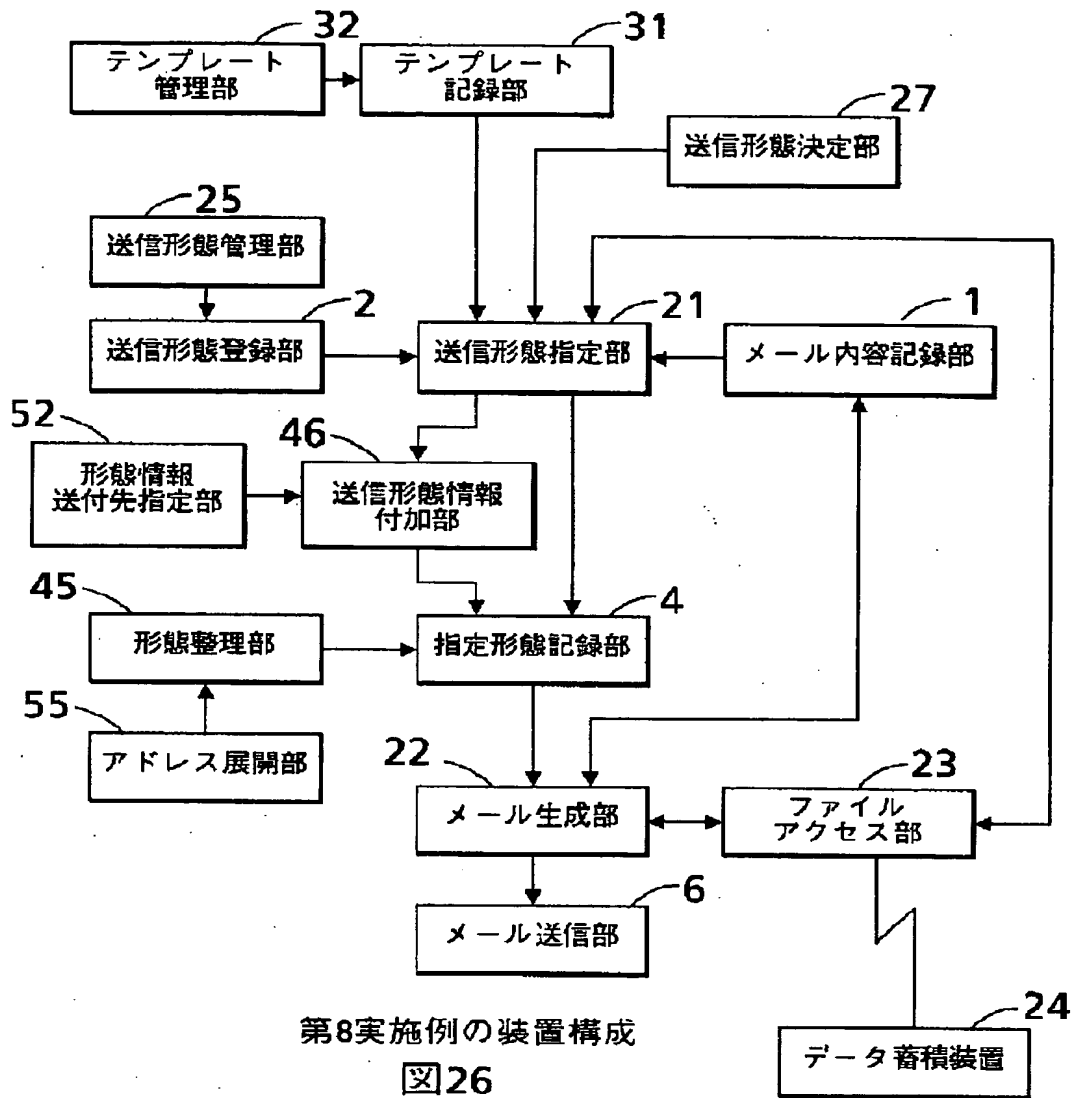 32
テンプレート
管理部
31
テンプレート
記録部
27
送信形態決定部
25
送信形態管理部
2
送信形態登録部
21
送信形態指定部
1
メール内容記録部
52
形態情報
送付先指定部
46
送信形態情報
付加部
45
形態整理部
4
指定形態記録部
55
アドレス展開部
22
メール生成部
23
ファイル
アクセス部
6
メール送信部
24
データ蓄積装置
第8実施例の装置構成
図26